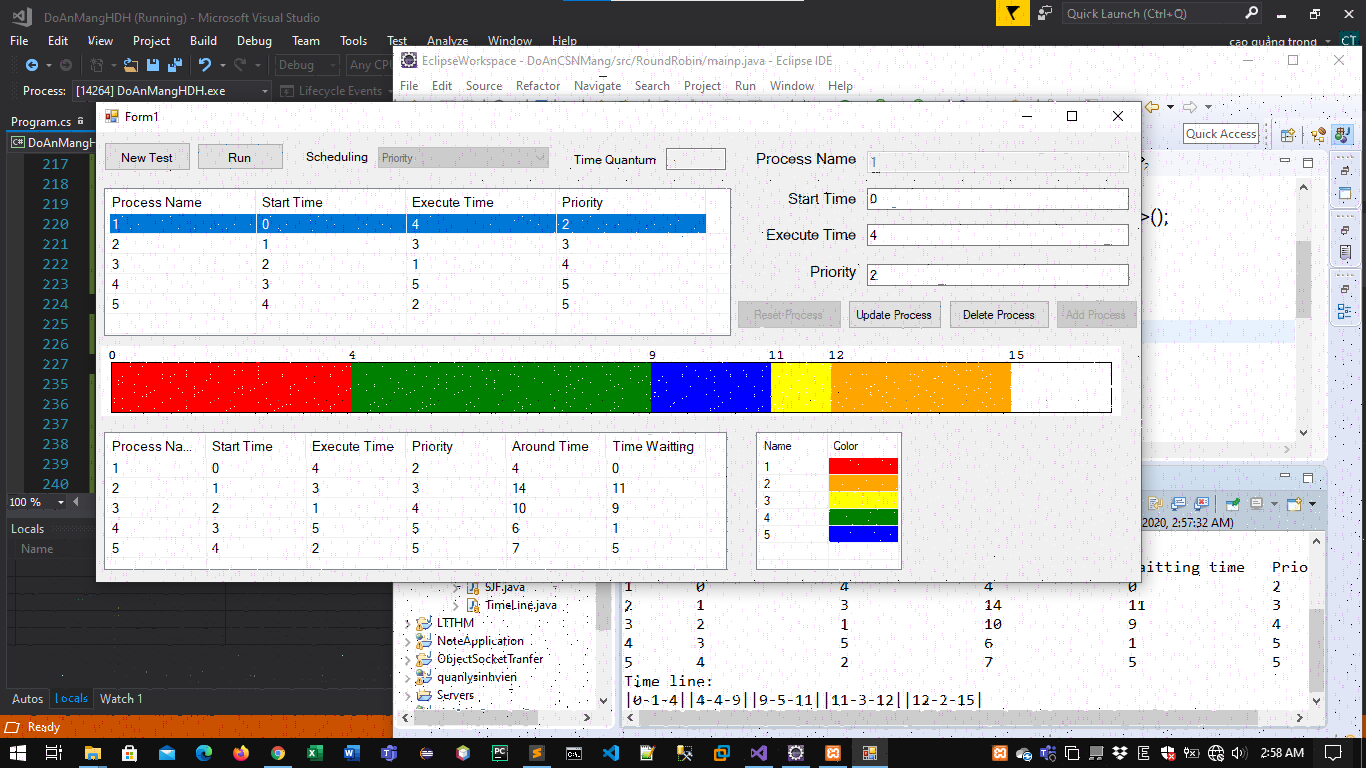 DoAnMangHDH (Running) - Microsoft Visual Studio
Quick Launch (Ctrl+Q)
File Edit View Project Build Debug Team Tools Test Analyze Window Help
cao quảng trọng CT
Debug Any CPU
Process: [14264] DoAnMangHDH.exe Lifecycle Events
Program.cs
C# DoAnMangH
217
218
219
220
221
222
223
224
225
226
227
235
236
237
238
239
240
100 %
Locals
Name
Autos Locals Watch 1
Ready
EclipseWorkspace - DoAnCSNMang/src/RoundRobin/mainp.java - Eclipse IDE
File Edit Source Refactor Navigate Search Project Run Window Help
Quick Access
>();
Form1
New Test Run Scheduling Priority Time Quantum
Process Name 1
Start Time 0
Execute Time 4
Priority 2
Reset Process Update Process Delete Process Add Process
Process Name Start Time Execute Time Priority
1 0 4 2
2 1 3 3
3 2 1 4
4 3 5 5
5 4 2 5
0 4 9 11 12 15
Process Na... Start Time Execute Time Priority Around Time Time Waitting
1 0 4 2 4 0
2 1 3 3 14 11
3 2 1 4 10 9
4 3 5 5 6 1
5 4 2 5 7 5
Name Color
1
2
3
4
5
2020, 2:57:32 AM)
aitting time Prio
1 0 4 4 0 2
2 1 3 14 11 3
3 2 1 10 9 4
4 3 5 6 1 5
5 4 2 7 5 5
Time line:
|0-1-4||4-4-9||9-5-11||11-3-12||12-2-15|
SJF.java
TimeLine.java
LTTHM
NoteApplication
ObjectSocketTranfer
quanlysinhvien
Servers
2:58 AM